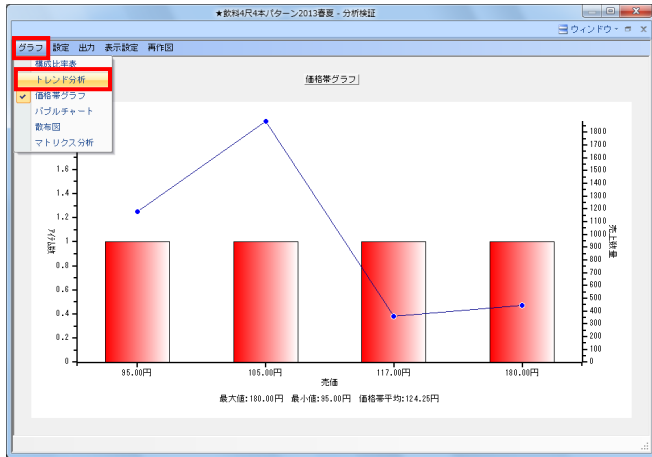 ★飲料4尺4本パターン2013春夏 - 分析検証
ウィンドウ
グラフ 設定 出力 表示設定 再作図
構成比率表
トレンド分析
価格帯グラフ
バブルチャート
散布図
マトリクス分析
価格帯グラフ
1.6
1.4
1.2
1
0.8
0.6
0.4
0.2
0
アイテム数
1800
1700
1600
1500
1400
1300
1200
1100
1000
900
800
700
600
500
400
300
200
100
0
売上数量
95.00円 105.00円 117.00円 180.00円
売価
最大値:180.00円 最小値:95.00円 価格帯平均:124.25円